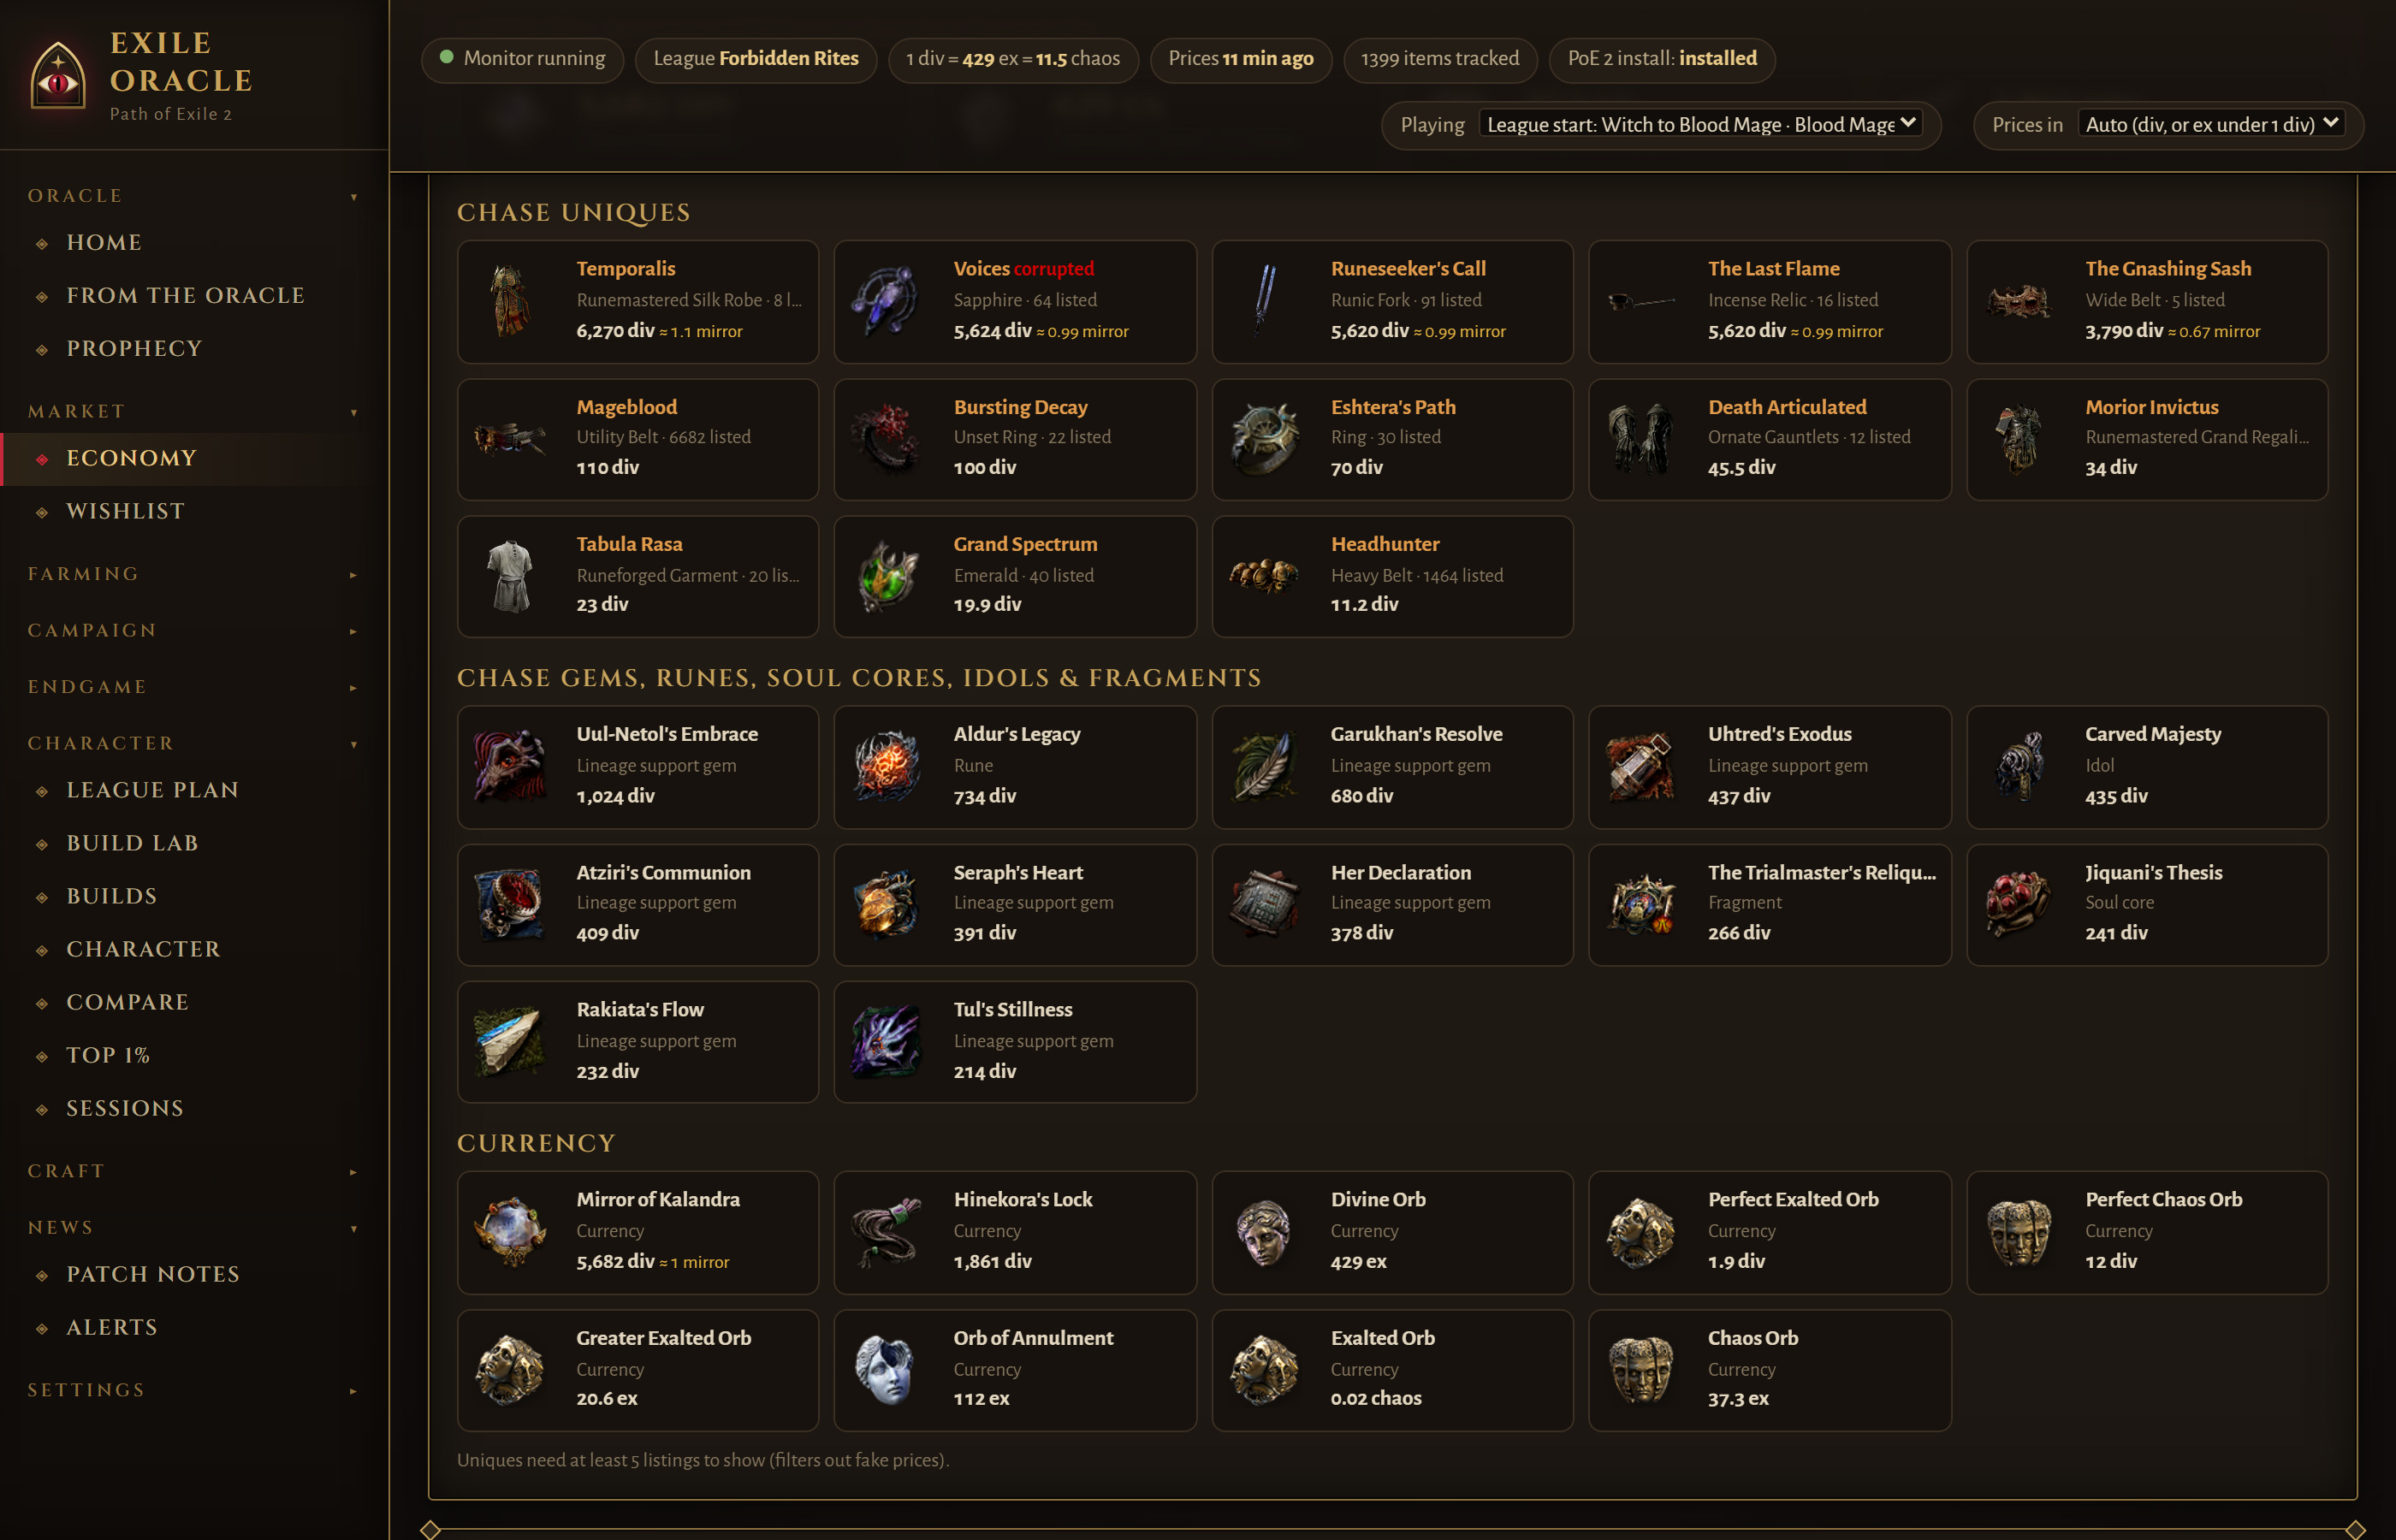 EXILE
ORACLE
Path of Exile 2
Monitor running
League Forbidden Rites
1 div = 429 ex = 11.5 chaos
Prices 11 min ago
1399 items tracked
PoE 2 install: installed
Playing
League start: Witch to Blood Mage · Blood Mage
Prices in
Auto (div, or ex under 1 div)
ORACLE
HOME
FROM THE ORACLE
PROPHECY
MARKET
ECONOMY
WISHLIST
FARMING
CAMPAIGN
ENDGAME
CHARACTER
LEAGUE PLAN
BUILD LAB
BUILDS
CHARACTER
COMPARE
TOP 1%
SESSIONS
CRAFT
NEWS
PATCH NOTES
ALERTS
SETTINGS
CHASE UNIQUES
Temporalis
Runemastered Silk Robe · 8 l...
6,270 div ≈ 1.1 mirror
Voices corrupted
Sapphire · 64 listed
5,624 div ≈ 0.99 mirror
Runeseeker's Call
Runic Fork · 91 listed
5,620 div ≈ 0.99 mirror
The Last Flame
Incense Relic · 16 listed
5,620 div ≈ 0.99 mirror
The Gnashing Sash
Wide Belt · 5 listed
3,790 div ≈ 0.67 mirror
Mageblood
Utility Belt · 6682 listed
110 div
Bursting Decay
Unset Ring · 22 listed
100 div
Eshtera's Path
Ring · 30 listed
70 div
Death Articulated
Ornate Gauntlets · 12 listed
45.5 div
Morior Invictus
Runemastered Grand Regali...
34 div
Tabula Rasa
Runeforged Garment · 20 lis...
23 div
Grand Spectrum
Emerald · 40 listed
19.9 div
Headhunter
Heavy Belt · 1464 listed
11.2 div
CHASE GEMS, RUNES, SOUL CORES, IDOLS & FRAGMENTS
Uul-Netol's Embrace
Lineage support gem
1,024 div
Aldur's Legacy
Rune
734 div
Garukhan's Resolve
Lineage support gem
680 div
Uhtred's Exodus
Lineage support gem
437 div
Carved Majesty
Idol
435 div
Atziri's Communion
Lineage support gem
409 div
Seraph's Heart
Lineage support gem
391 div
Her Declaration
Lineage support gem
378 div
The Trialmaster's Reliqu...
Fragment
266 div
Jiquani's Thesis
Soul core
241 div
Rakiata's Flow
Lineage support gem
232 div
Tul's Stillness
Lineage support gem
214 div
CURRENCY
Mirror of Kalandra
Currency
5,682 div ≈ 1 mirror
Hinekora's Lock
Currency
1,861 div
Divine Orb
Currency
429 ex
Perfect Exalted Orb
Currency
1.9 div
Perfect Chaos Orb
Currency
12 div
Greater Exalted Orb
Currency
20.6 ex
Orb of Annulment
Currency
112 ex
Exalted Orb
Currency
0.02 chaos
Chaos Orb
Currency
37.3 ex
Uniques need at least 5 listings to show (filters out fake prices).